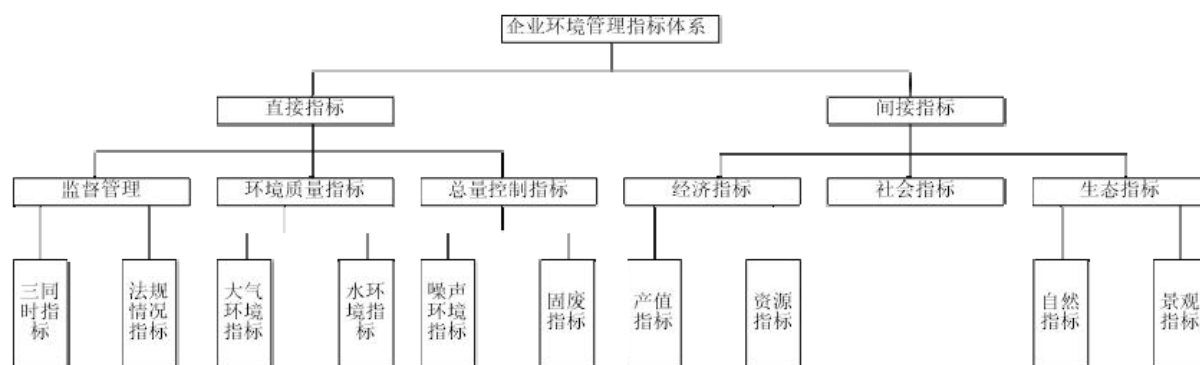 企业环境管理指标体系
直接指标
间接指标
监督管理
环境质量指标
总量控制指标
经济指标
社会指标
生态指标
三同
时指
标
法规
情况
指标
大气
环境
指标
水环
境指
标
噪声
环境
指标
固废
指标
产值
指标
资源
指标
自然
指标
景观
指标